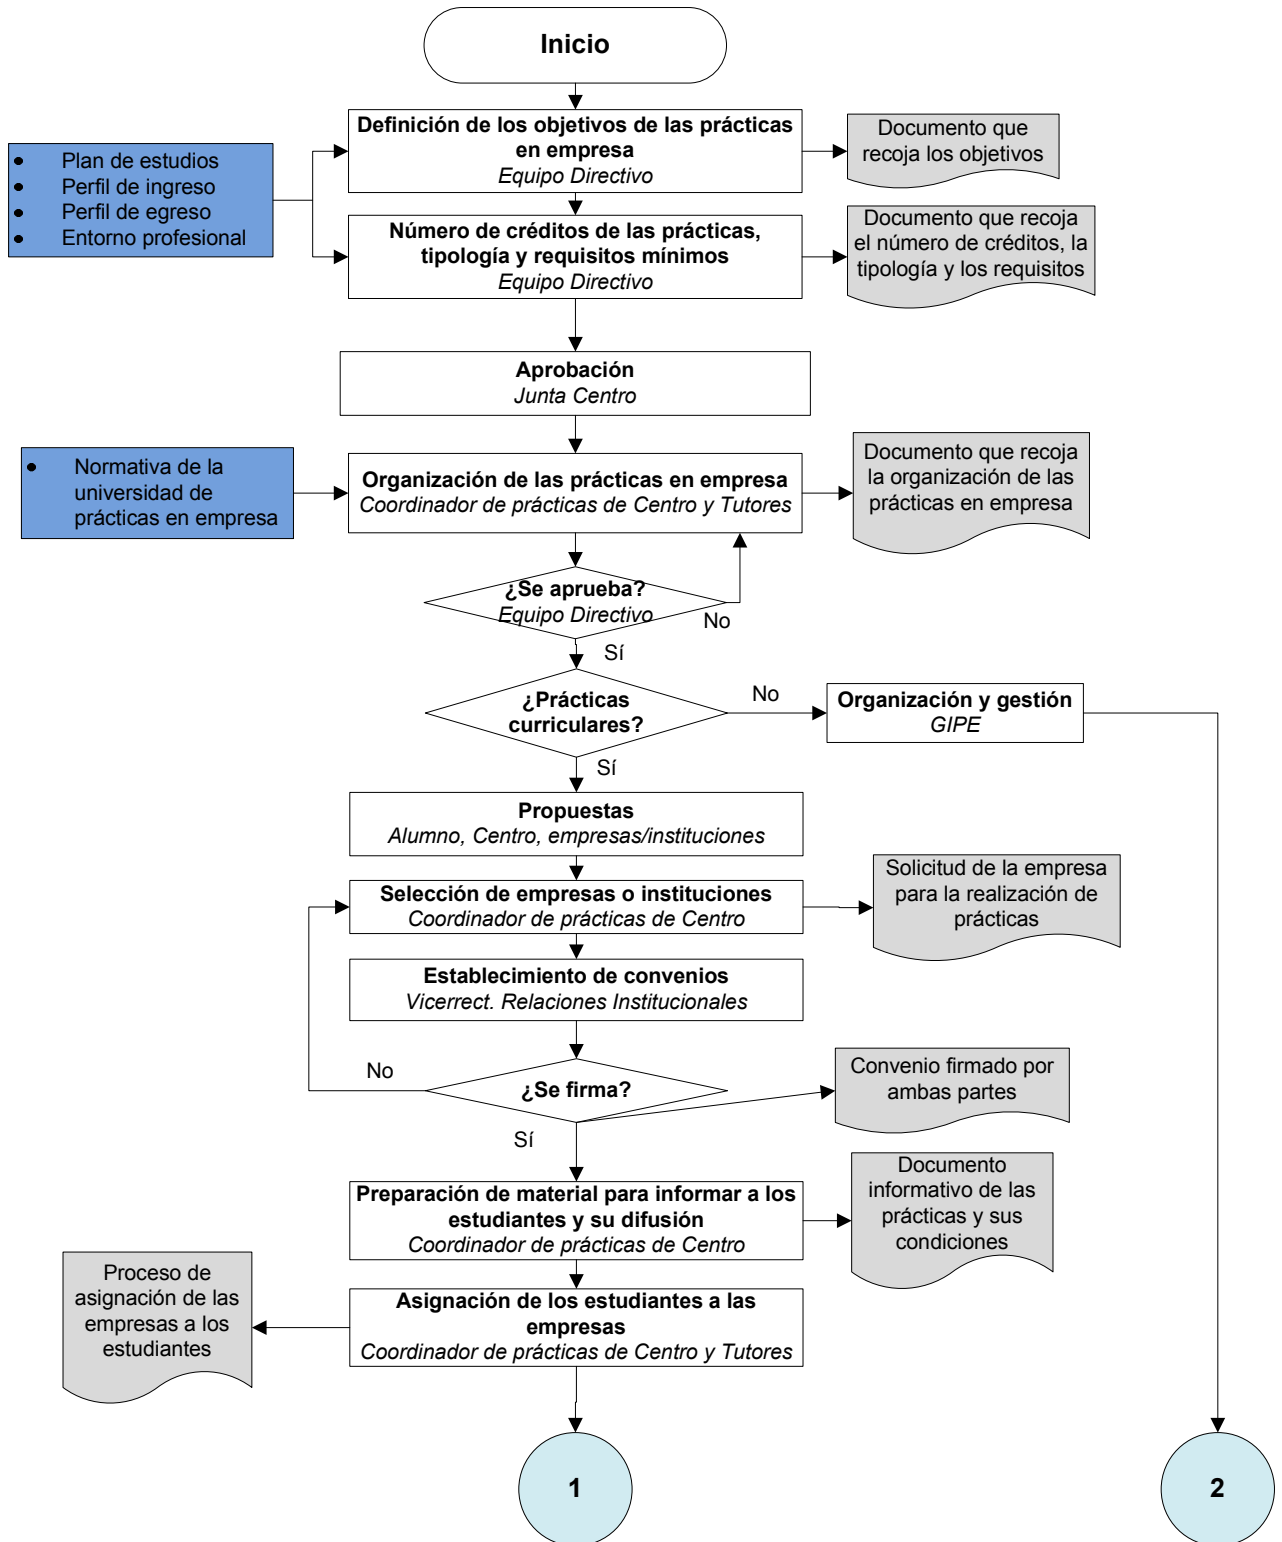 Inicio
Definición de los objetivos de las prácticas
en empresa
Equipo Directivo
Documento que
recoja los objetivos
• Plan de estudios
• Perfil de ingreso
• Perfil de egreso
• Entorno profesional
Número de créditos de las prácticas,
tipología y requisitos mínimos
Equipo Directivo
Documento que recoja
el número de créditos, la
tipología y los requisitos
Aprobación
Junta Centro
• Normativa de la
universidad de
prácticas en empresa
Organización de las prácticas en empresa
Coordinador de prácticas de Centro y Tutores
Documento que recoja
la organización de las
prácticas en empresa
¿Se aprueba?
Equipo Directivo
No
Sí
¿Prácticas
curriculares?
No
Organización y gestión
GIPE
Sí
Propuestas
Alumno, Centro, empresas/instituciones
Selección de empresas o instituciones
Coordinador de prácticas de Centro
Solicitud de la empresa
para la realización de
prácticas
Establecimiento de convenios
Vicerrect. Relaciones Institucionales
No
¿Se firma?
Convenio firmado por
ambas partes
Sí
Preparación de material para informar a los
estudiantes y su difusión
Coordinador de prácticas de Centro
Documento
informativo de las
prácticas y sus
condiciones
Proceso de
asignación de las
empresas a los
estudiantes
Asignación de los estudiantes a las
empresas
Coordinador de prácticas de Centro y Tutores
1
2